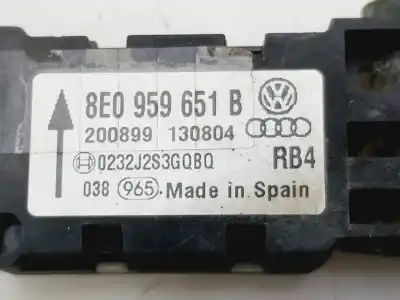 8E0 959 651 B
200899 130804
0232J2S3GQBQ RB4
038 965 Made in Spain